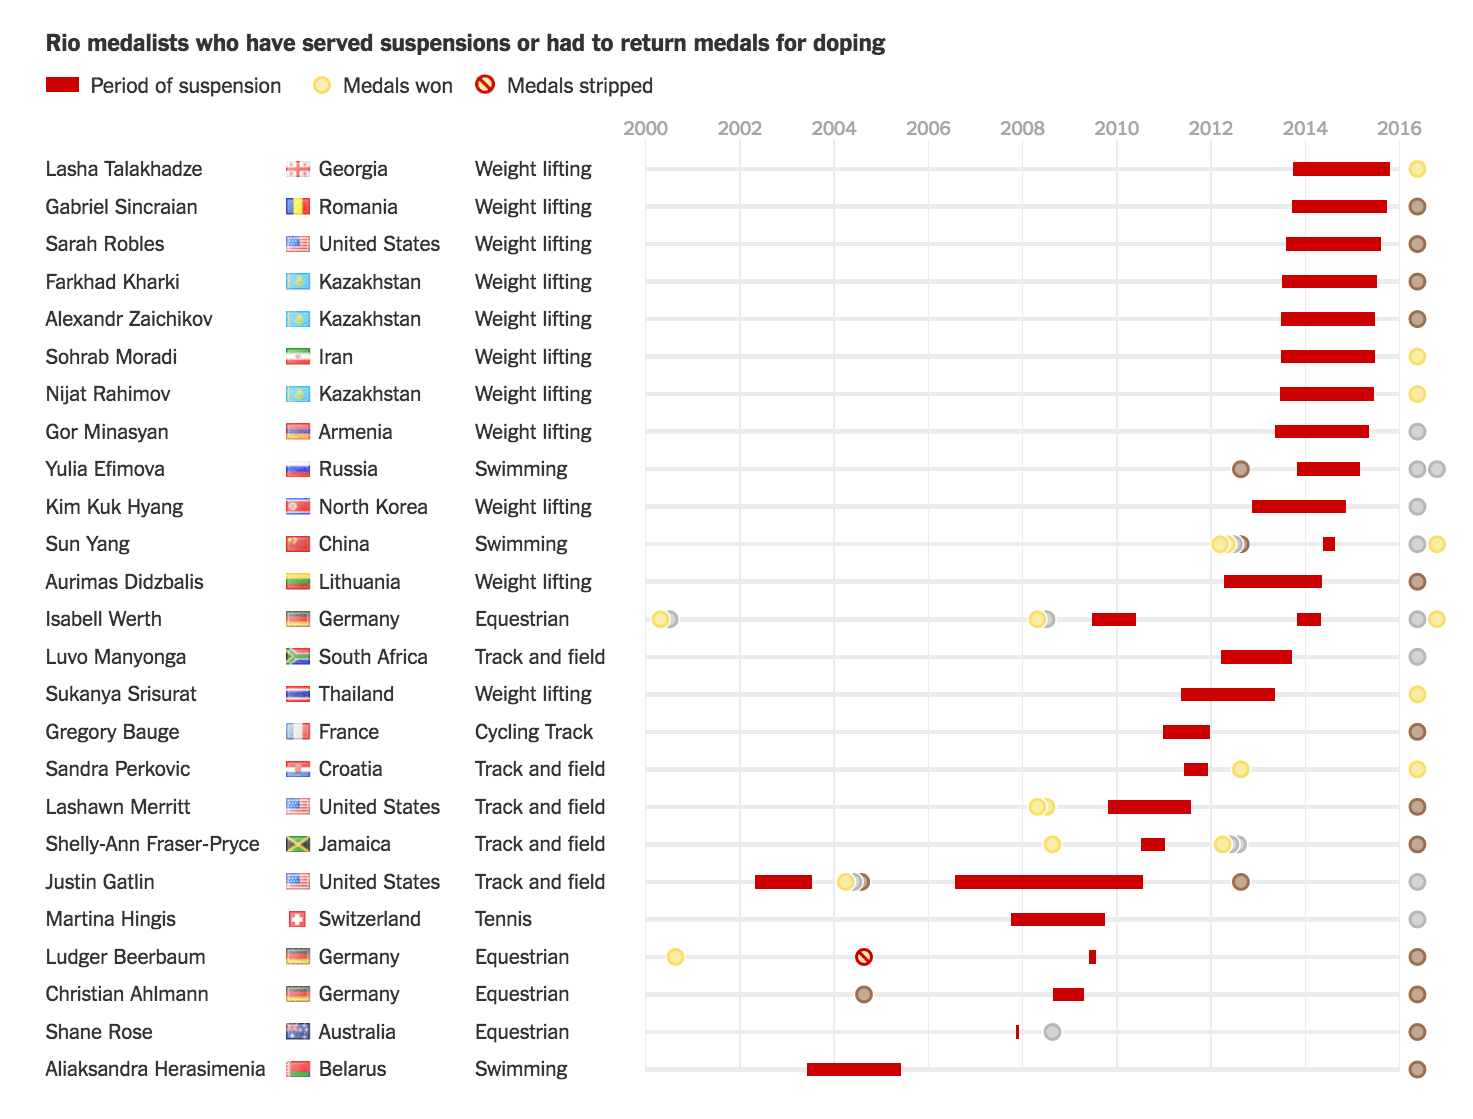 Rio medalists who have served suspensions or had to return medals for doping
Period of suspension Medals won Medals stripped
2000 2002 2004 2006 2008 2010 2012 2014 2016
Lasha Talakhadze Georgia Weight lifting
Gabriel Sincraian Romania Weight lifting
Sarah Robles United States Weight lifting
Farkhad Kharki Kazakhstan Weight lifting
Alexandr Zaichikov Kazakhstan Weight lifting
Sohrab Moradi Iran Weight lifting
Nijat Rahimov Kazakhstan Weight lifting
Gor Minasyan Armenia Weight lifting
Yulia Efimova Russia Swimming
Kim Kuk Hyang North Korea Weight lifting
Sun Yang China Swimming
Aurimas Didzbalis Lithuania Weight lifting
Isabell Werth Germany Equestrian
Luvo Manyonga South Africa Track and field
Sukanya Srisurat Thailand Weight lifting
Gregory Bauge France Cycling Track
Sandra Perkovic Croatia Track and field
Lashawn Merritt United States Track and field
Shelly-Ann Fraser-Pryce Jamaica Track and field
Justin Gatlin United States Track and field
Martina Hingis Switzerland Tennis
Ludger Beerbaum Germany Equestrian
Christian Ahlmann Germany Equestrian
Shane Rose Australia Equestrian
Aliaksandra Herasimenia Belarus Swimming